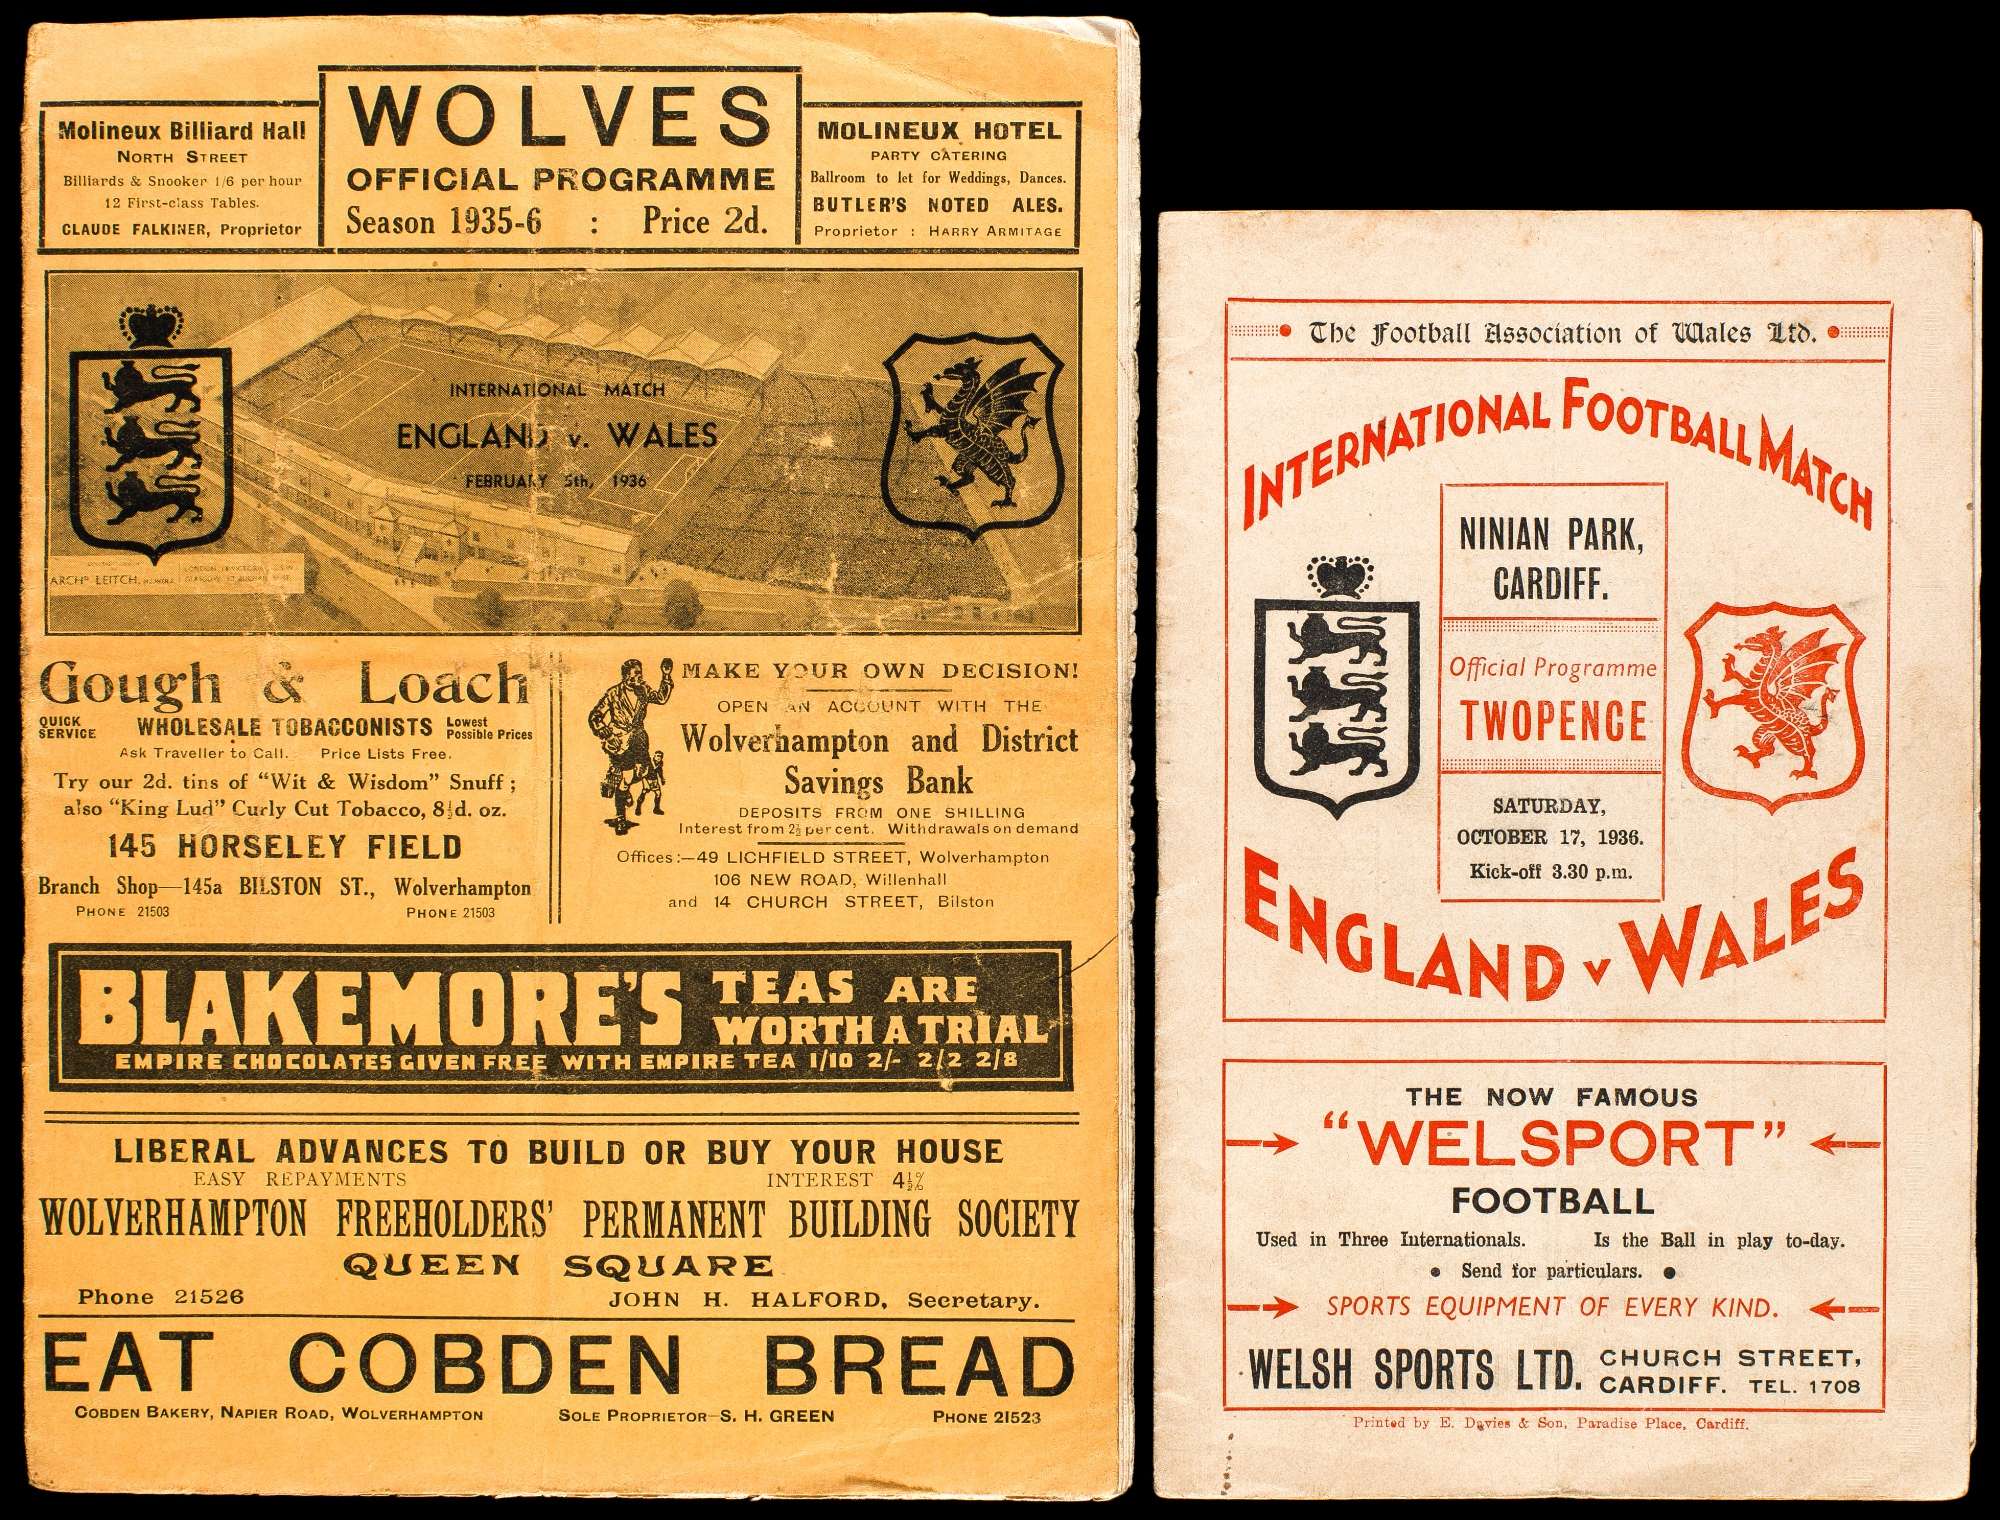 WOLVES
OFFICIAL PROGRAMME
Season 1935-6 : Price 2d.
Molineux Billiard Hall
NORTH STREET
Billiards & Snooker 1/6 per hour
12 First-class Tables.
CLAUDE FALKINER, Proprietor
MOLINEUX HOTEL
PARTY CATERING
Ballroom to let for Weddings, Dances.
BUTLER'S NOTED ALES.
Proprietor : HARRY ARMITAGE
INTERNATIONAL MATCH
ENGLAND v. WALES
FEBRUARY 5th, 1936
ARCHD LEITCH,
Gough & Loach
QUICK SERVICE WHOLESALE TOBACCONISTS Lowest Possible Prices
Ask Traveller to Call. Price Lists Free.
Try our 2d. tins of "Wit & Wisdom" Snuff ;
also "King Lud" Curly Cut Tobacco, 8½d. oz.
145 HORSELEY FIELD
Branch Shop—145a BILSTON ST., Wolverhampton
PHONE 21503 PHONE 21503
MAKE YOUR OWN DECISION!
OPEN AN ACCOUNT WITH THE
Wolverhampton and District
Savings Bank
DEPOSITS FROM ONE SHILLING
Interest from 2½ per cent. Withdrawals on demand
Offices:—49 LICHFIELD STREET, Wolverhampton
106 NEW ROAD, Willenhall
and 14 CHURCH STREET, Bilston
BLAKEMORE'S TEAS ARE
WORTH A TRIAL
EMPIRE CHOCOLATES GIVEN FREE WITH EMPIRE TEA 1/10 2/- 2/2 2/8
LIBERAL ADVANCES TO BUILD OR BUY YOUR HOUSE
EASY REPAYMENTS INTEREST 4½%
WOLVERHAMPTON FREEHOLDERS' PERMANENT BUILDING SOCIETY
QUEEN SQUARE
Phone 21526 JOHN H. HALFORD, Secretary.
EAT COBDEN BREAD
COBDEN BAKERY, NAPIER ROAD, WOLVERHAMPTON SOLE PROPRIETOR—S. H. GREEN PHONE 21523
The Football Association of Wales Ltd.
INTERNATIONAL FOOTBALL MATCH
NINIAN PARK,
CARDIFF.
Official Programme
TWOPENCE
SATURDAY,
OCTOBER 17, 1936.
Kick-off 3.30 p.m.
ENGLAND v WALES
THE NOW FAMOUS
"WELSPORT"
FOOTBALL
Used in Three Internationals. Is the Ball in play to-day.
• Send for particulars. •
SPORTS EQUIPMENT OF EVERY KIND.
WELSH SPORTS LTD. CHURCH STREET,
CARDIFF. TEL. 1708
Printed by E. Davies & Son, Paradise Place, Cardiff.